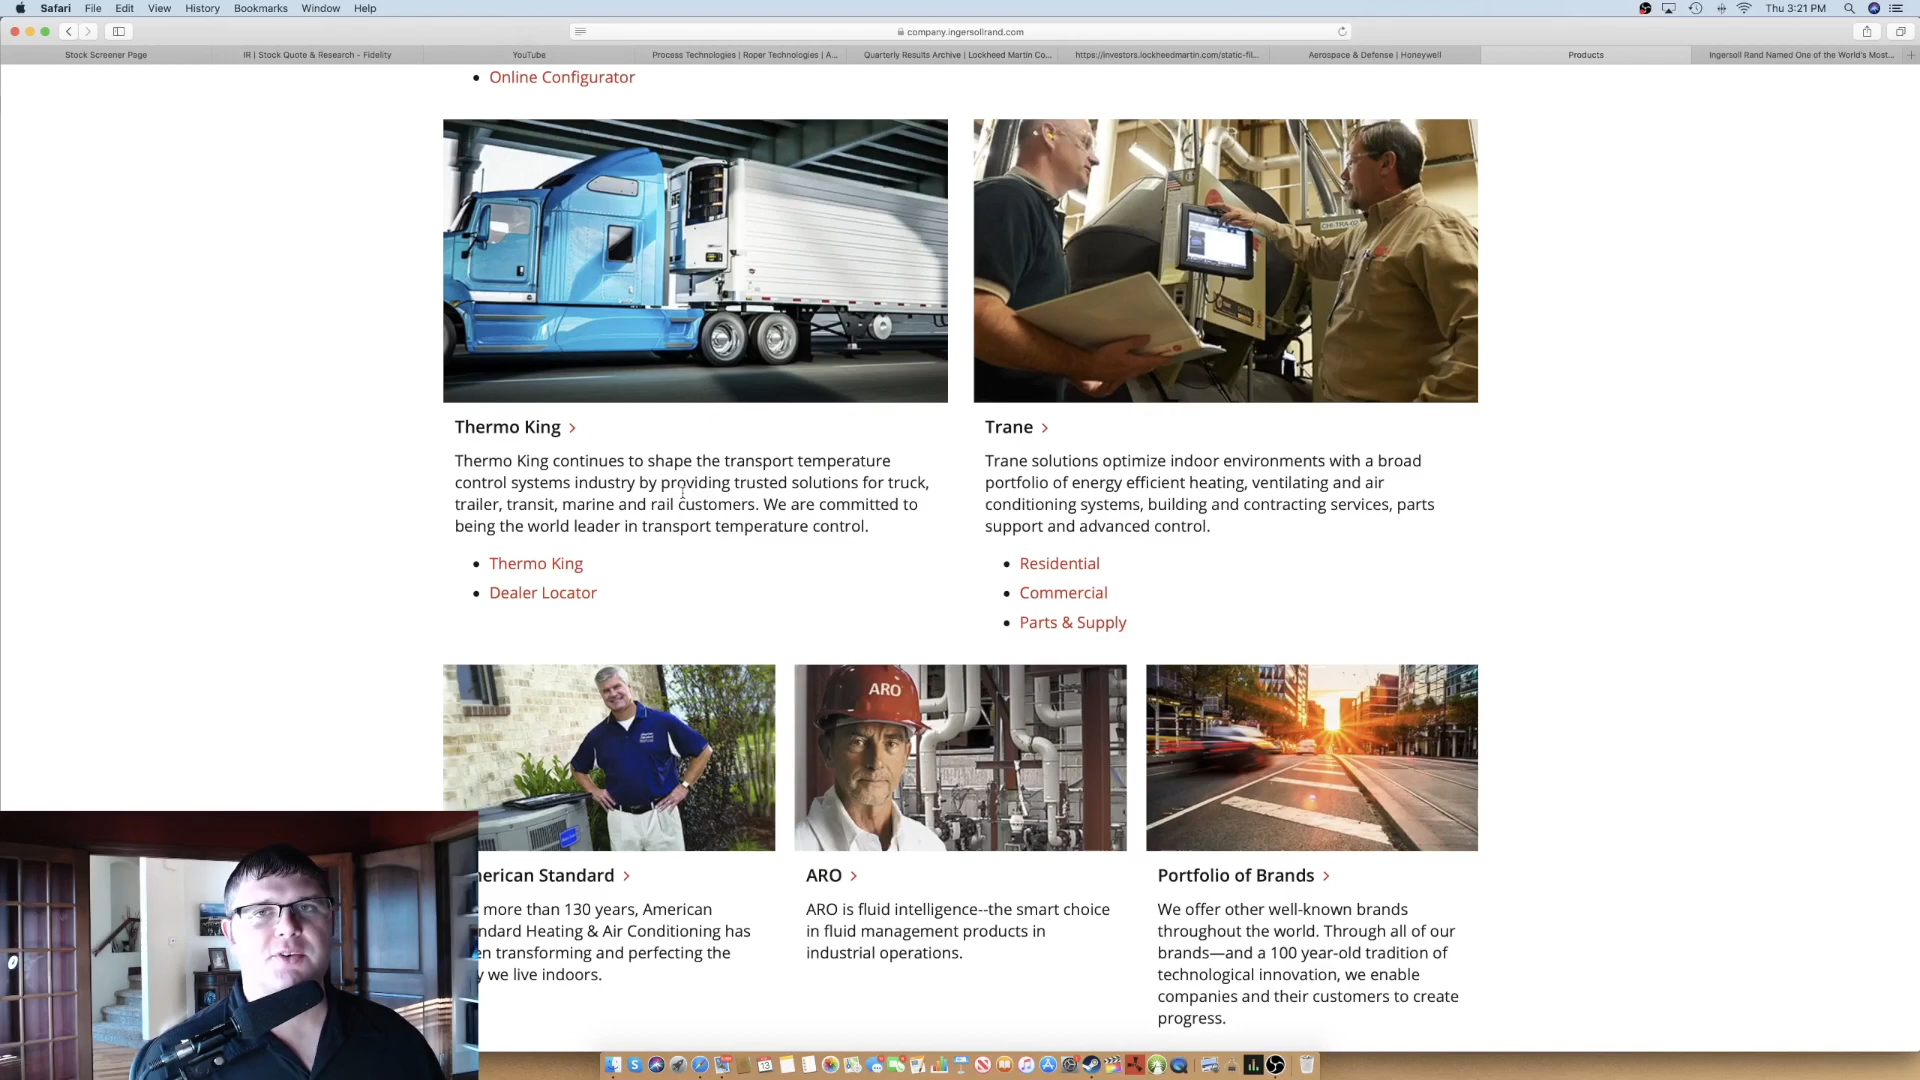 Safari File Edit View History Bookmarks Window Help
Thu 3:21 PM
company.ingersollrand.com
Stock Screener Page
IR | Stock Quote & Research - Fidelity
YouTube
Process Technologies | Roper Technologies | A...
Quarterly Results Archive | Lockheed Martin Co...
https://investors.lockheedmartin.com/static-fil...
Aerospace & Defense | Honeywell
Products
Ingersoll Rand Named One of the World's Most...
Online Configurator
CHI-TRA-02
Thermo King
Thermo King continues to shape the transport temperature
control systems industry by providing trusted solutions for truck,
trailer, transit, marine and rail customers. We are committed to
being the world leader in transport temperature control.
Thermo King
Dealer Locator
Trane
Trane solutions optimize indoor environments with a broad
portfolio of energy efficient heating, ventilating and air
conditioning systems, building and contracting services, parts
support and advanced control.
Residential
Commercial
Parts & Supply
erican Standard
more than 130 years, American
ndard Heating & Air Conditioning has
n transforming and perfecting the
y we live indoors.
ARO
ARO
ARO is fluid intelligence--the smart choice
in fluid management products in
industrial operations.
Portfolio of Brands
We offer other well-known brands
throughout the world. Through all of our
brands—and a 100 year-old tradition of
technological innovation, we enable
companies and their customers to create
progress.